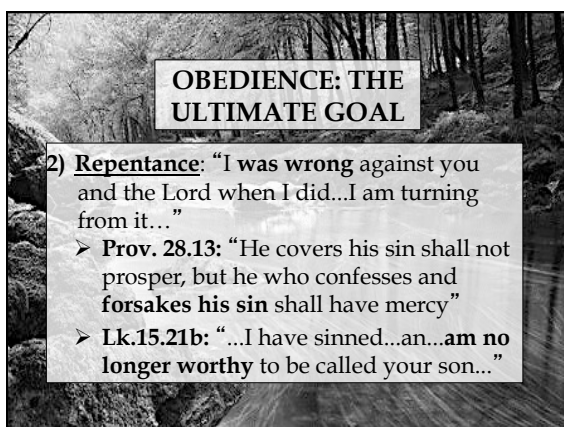 OBEDIENCE: THE
ULTIMATE GOAL
2) Repentance: “I was wrong against you
and the Lord when I did...I am turning
from it…”
➢ Prov. 28.13: “He covers his sin shall not
prosper, but he who confesses and
forsakes his sin shall have mercy”
➢ Lk.15.21b: “...I have sinned...an...am no
longer worthy to be called your son...”